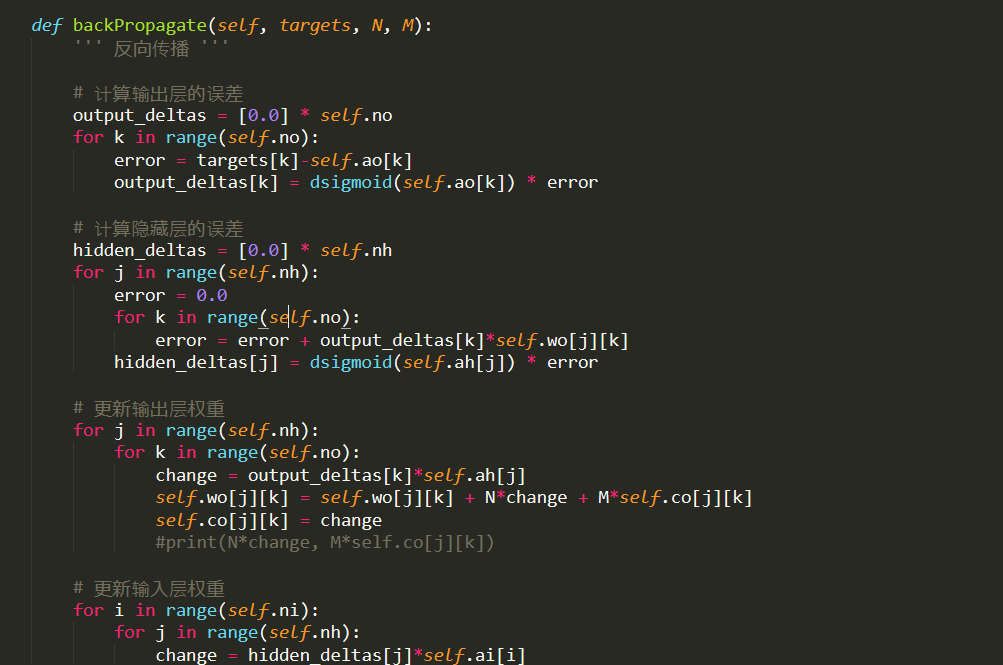 def backPropagate(self, targets, N, M):
    ''' 反向传播 '''

    # 计算输出层的误差
    output_deltas = [0.0] * self.no
    for k in range(self.no):
        error = targets[k]-self.ao[k]
        output_deltas[k] = dsigmoid(self.ao[k]) * error

    # 计算隐藏层的误差
    hidden_deltas = [0.0] * self.nh
    for j in range(self.nh):
        error = 0.0
        for k in range(self.no):
            error = error + output_deltas[k]*self.wo[j][k]
        hidden_deltas[j] = dsigmoid(self.ah[j]) * error

    # 更新输出层权重
    for j in range(self.nh):
        for k in range(self.no):
            change = output_deltas[k]*self.ah[j]
            self.wo[j][k] = self.wo[j][k] + N*change + M*self.co[j][k]
            self.co[j][k] = change
            #print(N*change, M*self.co[j][k])

    # 更新输入层权重
    for i in range(self.ni):
        for j in range(self.nh):
            change = hidden_deltas[j]*self.ai[i]